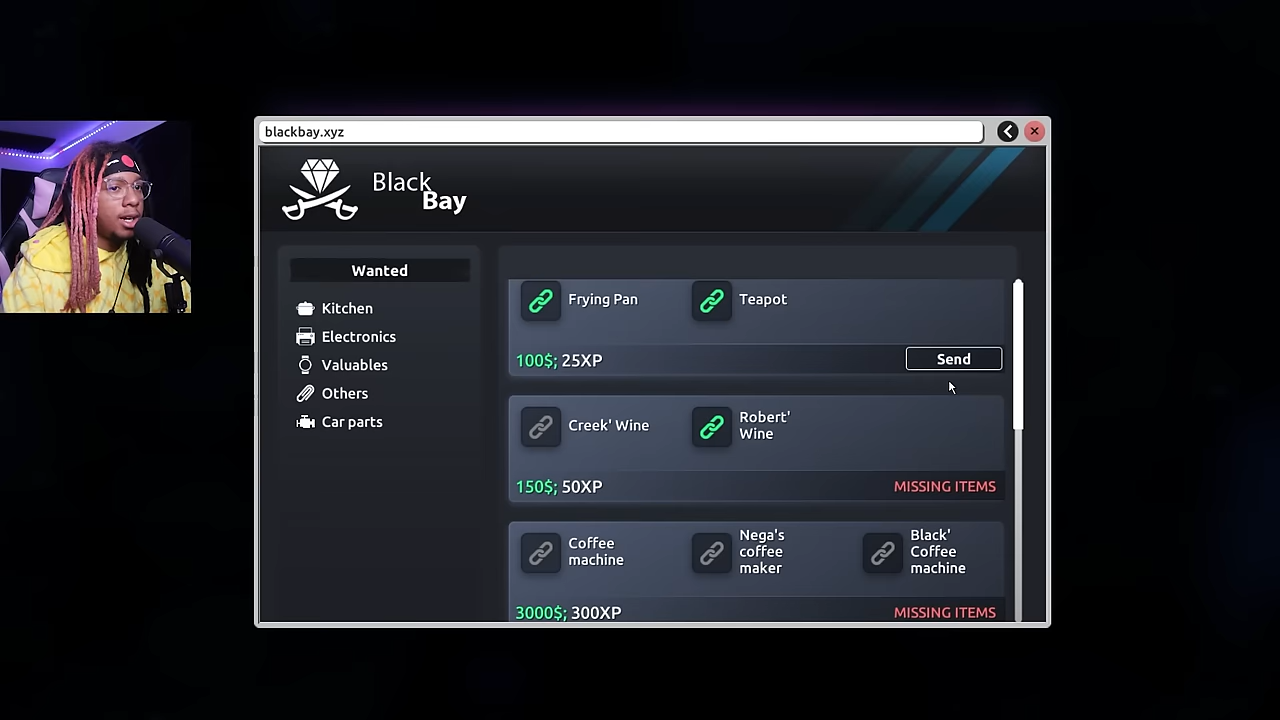 blackbay.xyz
Black
Bay
Wanted
Kitchen
Electronics
Valuables
Others
Car parts
Frying Pan
Teapot
100$; 25XP
Send
Creek' Wine
Robert'
Wine
150$; 50XP
MISSING ITEMS
Coffee
machine
Nega's
coffee
maker
Black'
Coffee
machine
3000$; 300XP
MISSING ITEMS